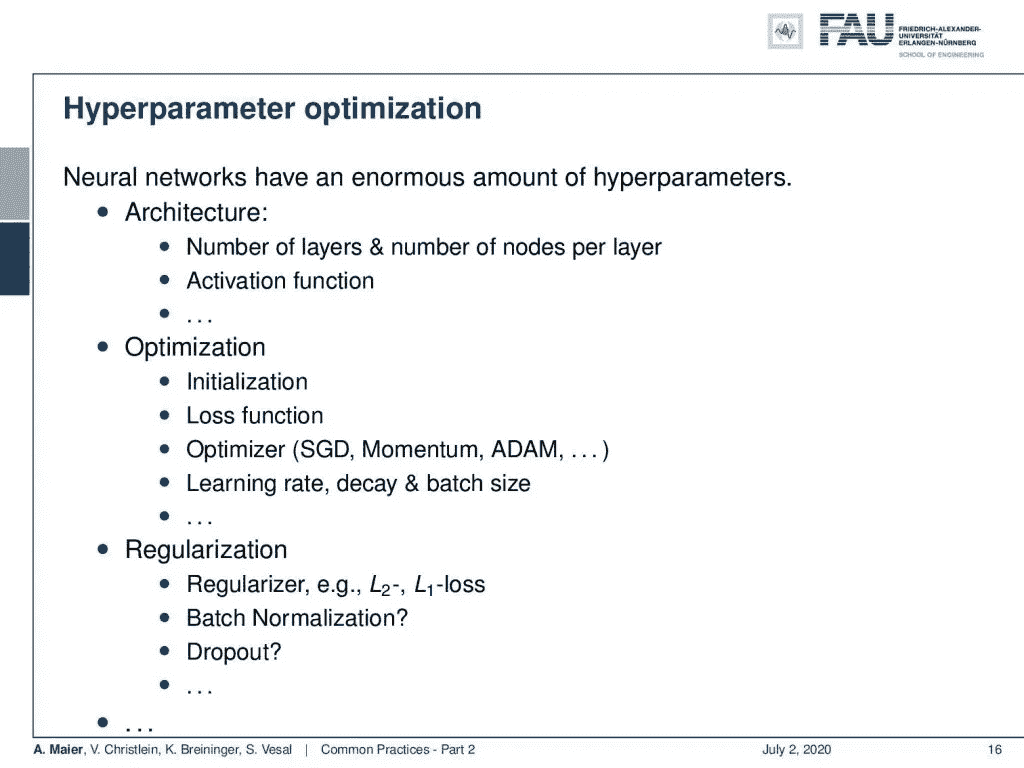 FAU
FRIEDRICH-ALEXANDER-
UNIVERSITÄT
ERLANGEN-NÜRNBERG
SCHOOL OF ENGINEERING
Hyperparameter optimization
Neural networks have an enormous amount of hyperparameters.
• Architecture:
• Number of layers & number of nodes per layer
• Activation function
• ...
• Optimization
• Initialization
• Loss function
• Optimizer (SGD, Momentum, ADAM, ...)
• Learning rate, decay & batch size
• ...
• Regularization
• Regularizer, e.g., L₂-, L₁-loss
• Batch Normalization?
• Dropout?
• ...
• ...
A. Maier, V. Christlein, K. Breininger, S. Vesal | Common Practices - Part 2 July 2, 2020 16